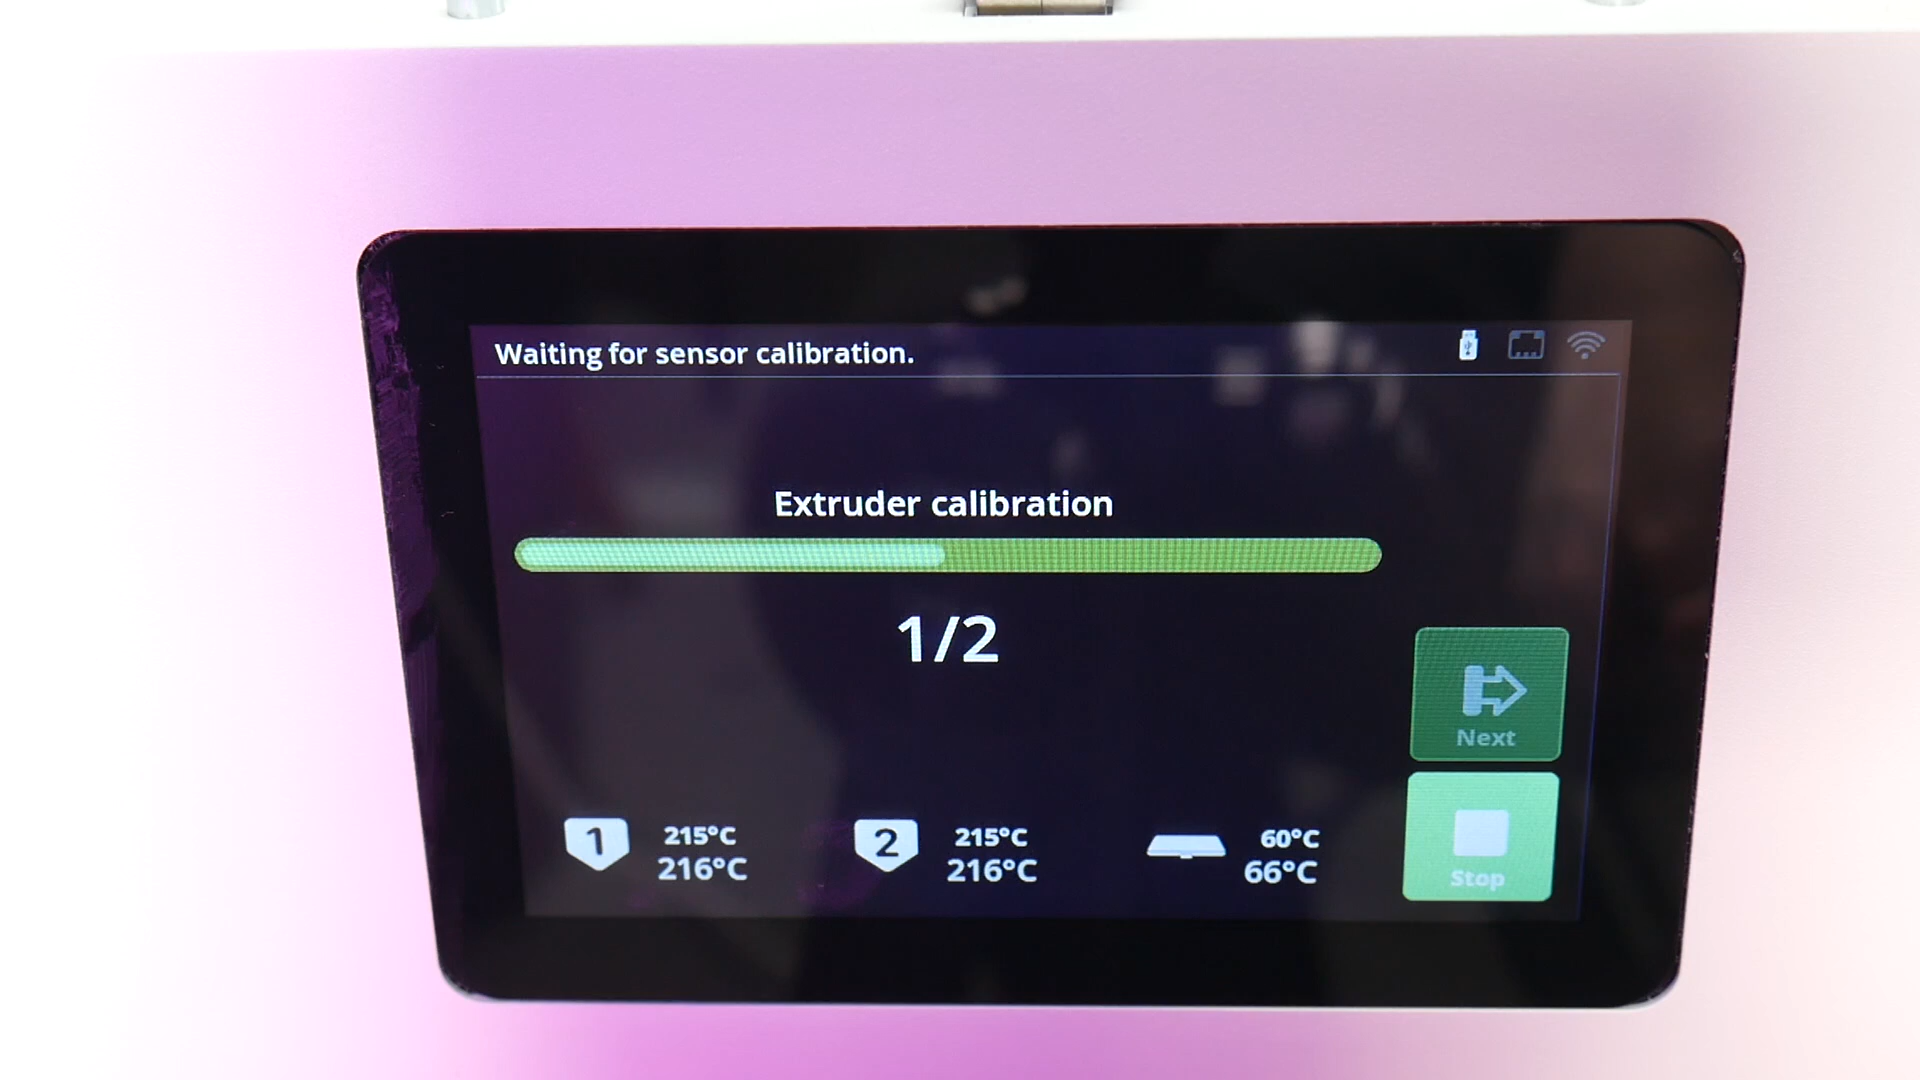 Waiting for sensor calibration.
Extruder calibration
1/2
Next
1 215°C 2 215°C 60°C
216°C 216°C 66°C
Stop